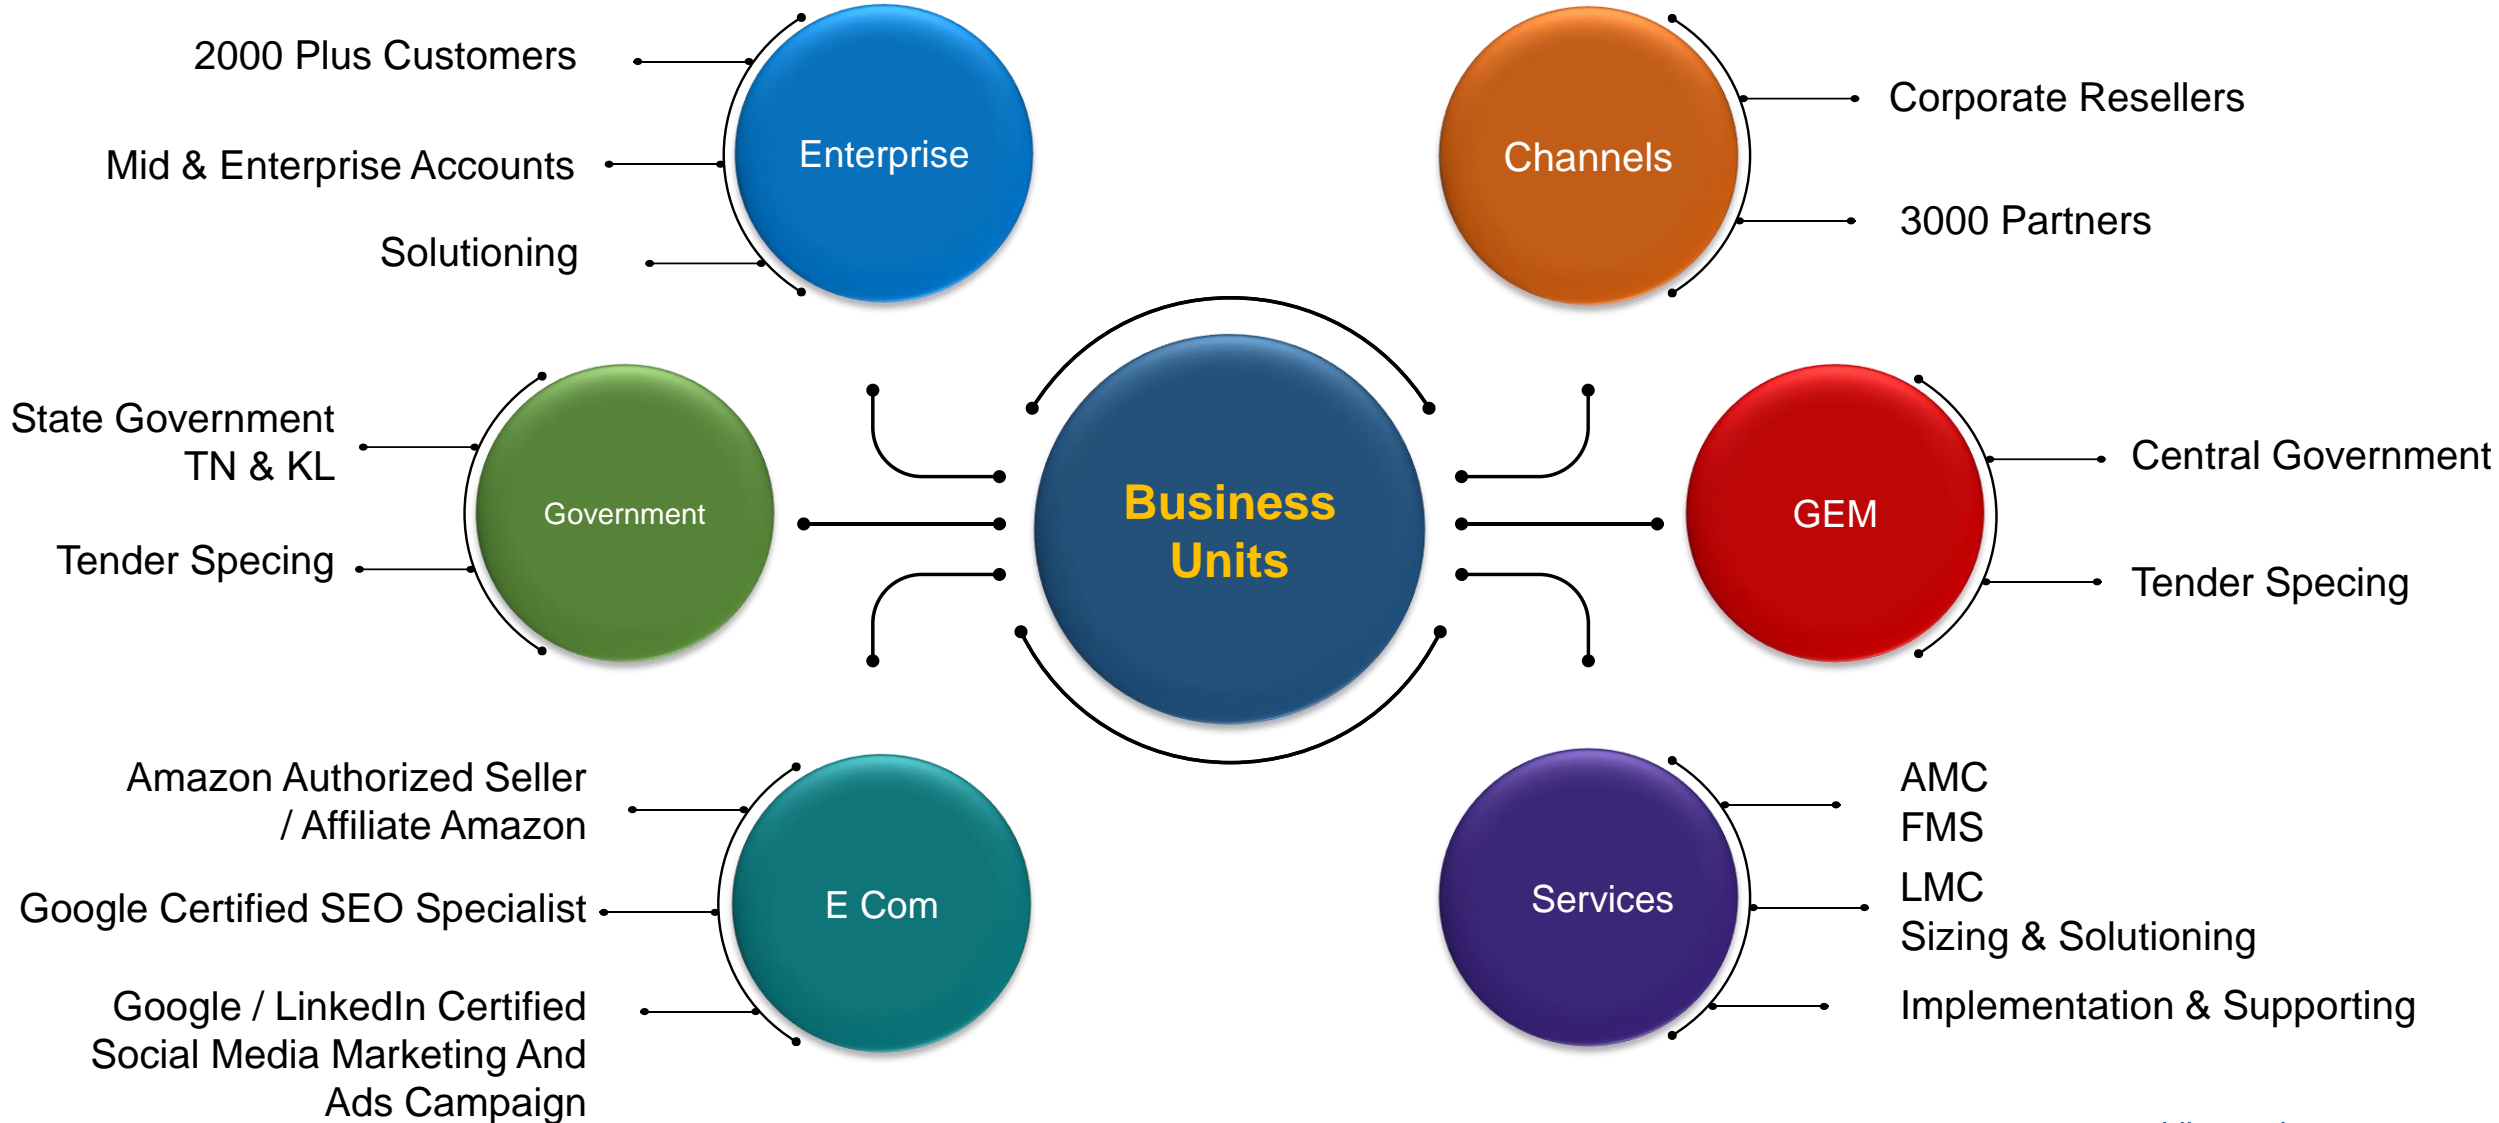 2000 Plus Customers
Mid & Enterprise Accounts
Solutioning
Enterprise
Channels
Corporate Resellers
3000 Partners
State Government
TN & KL
Tender Specing
Government
Business
Units
GEM
Central Government
Tender Specing
Amazon Authorized Seller
/ Affiliate Amazon
Google Certified SEO Specialist
Google / LinkedIn Certified
Social Media Marketing And
Ads Campaign
E Com
Services
AMC
FMS
LMC
Sizing & Solutioning
Implementation & Supporting